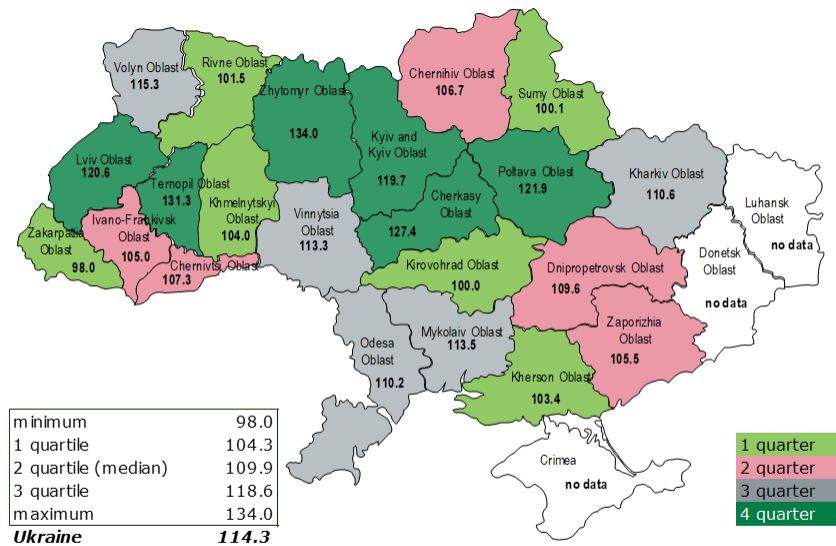 Volyn Oblast
115.3
Rivne Oblast
101.5
Zhytomyr Oblast
134.0
Chernihiv Oblast
106.7
Sumy Oblast
100.1
Kyiv and
Kyiv Oblast
119.7
Lviv Oblast
120.6
Ternopil Oblast
131.3
Khmelnytskyi
Oblast
104.0
Ivano-Frankivsk
Oblast
105.0
Zakarpattia
Oblast
98.0
Chernivtsi Oblast
107.3
Vinnytsia
Oblast
113.3
Cherkasy
Oblast
127.4
Poltava Oblast
121.9
Kharkiv Oblast
110.6
Luhansk
Oblast
no data
Donetsk
Oblast
no data
Kirovohrad Oblast
100.0
Dnipropetrovsk Oblast
109.6
Zaporizhia
Oblast
105.5
Odesa
Oblast
110.2
Mykolaiv Oblast
113.5
Kherson Oblast
103.4
Crimea
no data
minimum 98.0
1 quartile 104.3
2 quartile (median) 109.9
3 quartile 118.6
maximum 134.0
Ukraine 114.3
1 quarter
2 quarter
3 quarter
4 quarter